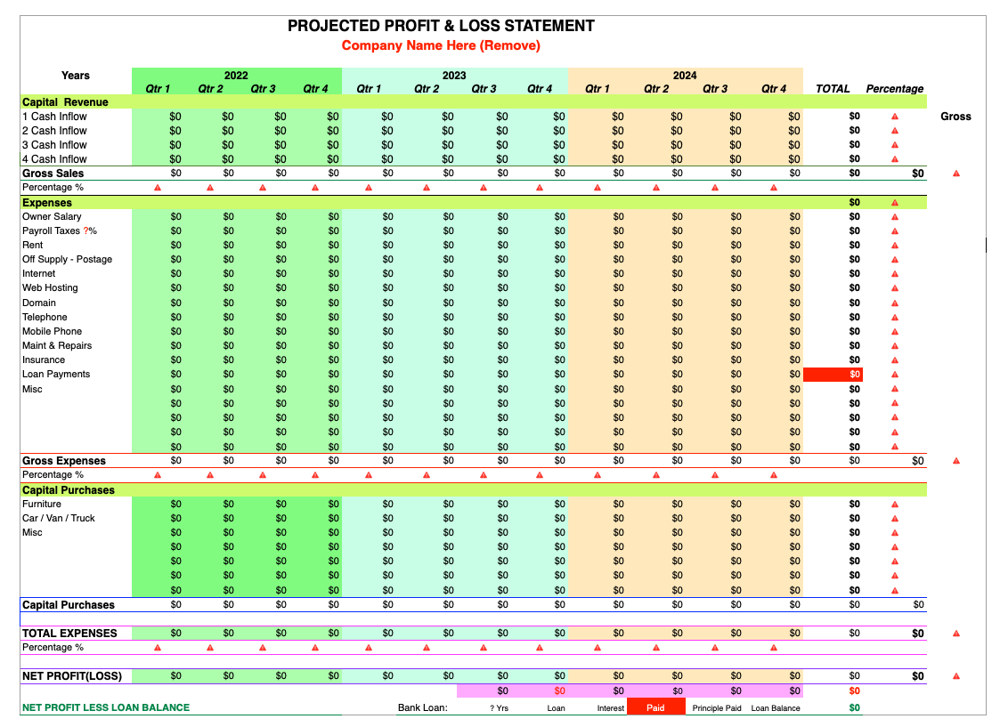 PROJECTED PROFIT & LOSS STATEMENT
Company Name Here (Remove)
Years 2022 2023 2024
Qtr 1 Qtr 2 Qtr 3 Qtr 4 Qtr 1 Qtr 2 Qtr 3 Qtr 4 Qtr 1 Qtr 2 Qtr 3 Qtr 4 TOTAL Percentage
Capital Revenue
1 Cash Inflow $0 $0 $0 $0 $0 $0 $0 $0 $0 $0 $0 $0 $0 Gross
2 Cash Inflow $0 $0 $0 $0 $0 $0 $0 $0 $0 $0 $0 $0 $0
3 Cash Inflow $0 $0 $0 $0 $0 $0 $0 $0 $0 $0 $0 $0 $0
4 Cash Inflow $0 $0 $0 $0 $0 $0 $0 $0 $0 $0 $0 $0 $0
Gross Sales $0 $0 $0 $0 $0 $0 $0 $0 $0 $0 $0 $0 $0 $0
Percentage %
Expenses $0
Owner Salary $0 $0 $0 $0 $0 $0 $0 $0 $0 $0 $0 $0 $0
Payroll Taxes ?% $0 $0 $0 $0 $0 $0 $0 $0 $0 $0 $0 $0 $0
Rent $0 $0 $0 $0 $0 $0 $0 $0 $0 $0 $0 $0 $0
Off Supply - Postage $0 $0 $0 $0 $0 $0 $0 $0 $0 $0 $0 $0 $0
Internet $0 $0 $0 $0 $0 $0 $0 $0 $0 $0 $0 $0 $0
Web Hosting $0 $0 $0 $0 $0 $0 $0 $0 $0 $0 $0 $0 $0
Domain $0 $0 $0 $0 $0 $0 $0 $0 $0 $0 $0 $0 $0
Telephone $0 $0 $0 $0 $0 $0 $0 $0 $0 $0 $0 $0 $0
Mobile Phone $0 $0 $0 $0 $0 $0 $0 $0 $0 $0 $0 $0 $0
Maint & Repairs $0 $0 $0 $0 $0 $0 $0 $0 $0 $0 $0 $0 $0
Insurance $0 $0 $0 $0 $0 $0 $0 $0 $0 $0 $0 $0 $0
Loan Payments $0 $0 $0 $0 $0 $0 $0 $0 $0 $0 $0 $0 $0
Misc $0 $0 $0 $0 $0 $0 $0 $0 $0 $0 $0 $0 $0
$0 $0 $0 $0 $0 $0 $0 $0 $0 $0 $0 $0 $0
$0 $0 $0 $0 $0 $0 $0 $0 $0 $0 $0 $0 $0
$0 $0 $0 $0 $0 $0 $0 $0 $0 $0 $0 $0 $0
$0 $0 $0 $0 $0 $0 $0 $0 $0 $0 $0 $0 $0
Gross Expenses $0 $0 $0 $0 $0 $0 $0 $0 $0 $0 $0 $0 $0 $0
Percentage %
Capital Purchases
Furniture $0 $0 $0 $0 $0 $0 $0 $0 $0 $0 $0 $0 $0
Car / Van / Truck $0 $0 $0 $0 $0 $0 $0 $0 $0 $0 $0 $0 $0
Misc $0 $0 $0 $0 $0 $0 $0 $0 $0 $0 $0 $0 $0
$0 $0 $0 $0 $0 $0 $0 $0 $0 $0 $0 $0 $0
$0 $0 $0 $0 $0 $0 $0 $0 $0 $0 $0 $0 $0
$0 $0 $0 $0 $0 $0 $0 $0 $0 $0 $0 $0 $0
$0 $0 $0 $0 $0 $0 $0 $0 $0 $0 $0 $0 $0
Capital Purchases $0 $0 $0 $0 $0 $0 $0 $0 $0 $0 $0 $0 $0 $0
TOTAL EXPENSES $0 $0 $0 $0 $0 $0 $0 $0 $0 $0 $0 $0 $0 $0
Percentage %
NET PROFIT(LOSS) $0 $0 $0 $0 $0 $0 $0 $0 $0 $0 $0 $0 $0 $0
$0 $0 $0 $0 $0 $0 $0
NET PROFIT LESS LOAN BALANCE Bank Loan: ? Yrs Loan Interest Paid Principle Paid Loan Balance $0